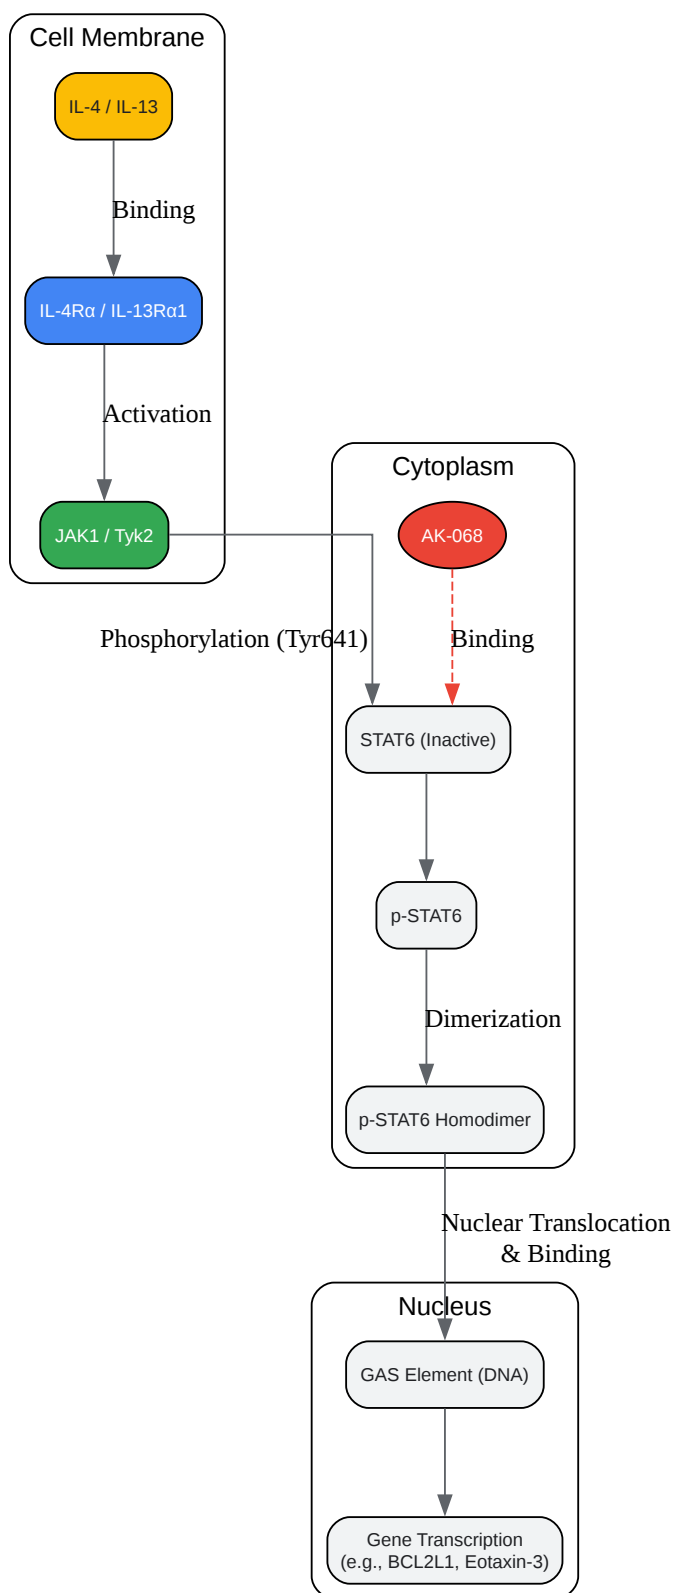 Cell Membrane
IL-4 / IL-13
Binding
IL-4Rα / IL-13Rα1
Activation
JAK1 / Tyk2
Cytoplasm
AK-068
Phosphorylation (Tyr641)
Binding
STAT6 (Inactive)
p-STAT6
Dimerization
p-STAT6 Homodimer
Nuclear Translocation
& Binding
Nucleus
GAS Element (DNA)
Gene Transcription
(e.g., BCL2L1, Eotaxin-3)